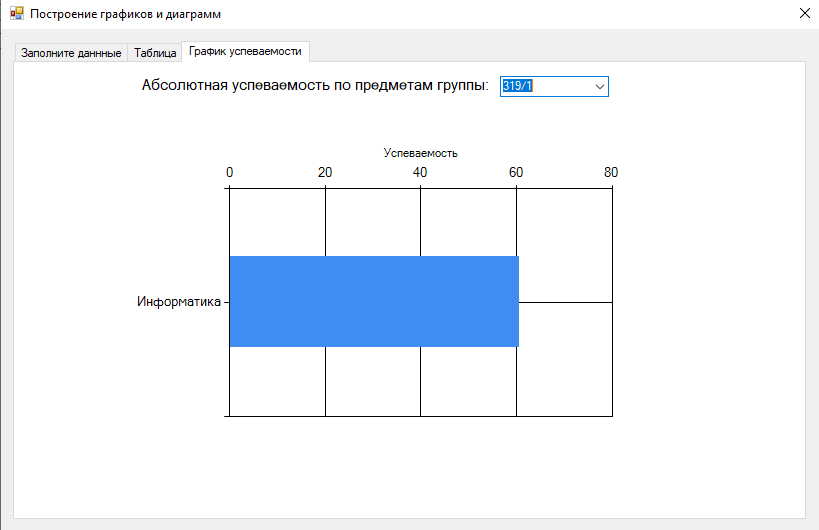 Построение графиков и диаграмм
Заполните даннные Таблица График успеваемости
Абсолютная успеваемость по предметам группы: 319/1
Успеваемость
0 20 40 60 80
Информатика